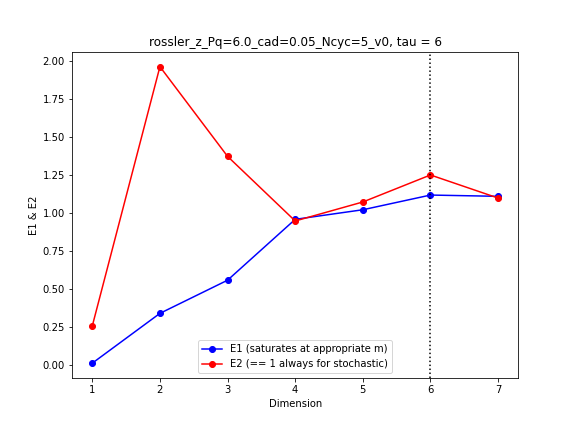 rossler_z_Pq=6.0_cad=0.05_Ncyc=5_v0, tau = 6
2.00
1.75
1.50
1.25
1.00
0.75
0.50
0.25
0.00
E1 & E2
E1 (saturates at appropriate m)
E2 (== 1 always for stochastic)
1 2 3 4 5 6 7
Dimension